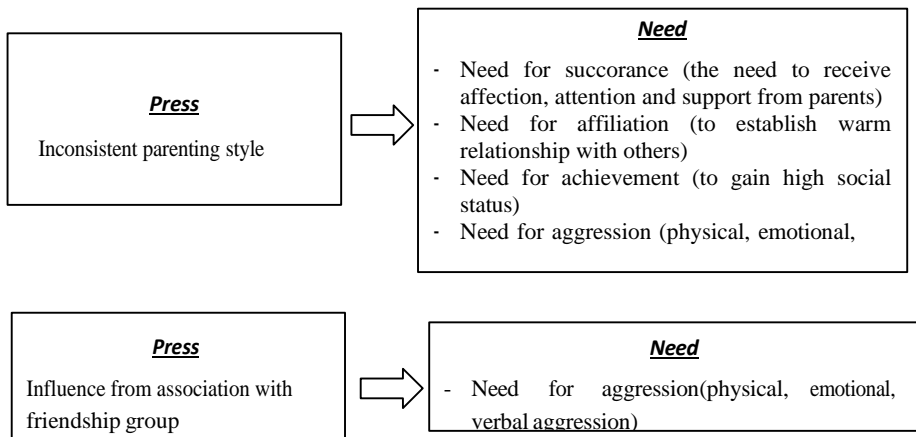 Press
Inconsistent parenting style
Need
- Need for succorance (the need to receive
affection, attention and support from parents)
- Need for affiliation (to establish warm
relationship with others)
- Need for achievement (to gain high social
status)
- Need for aggression (physical, emotional,
Press
Influence from association with
friendship group
Need
- Need for aggression(physical, emotional,
verbal aggression)